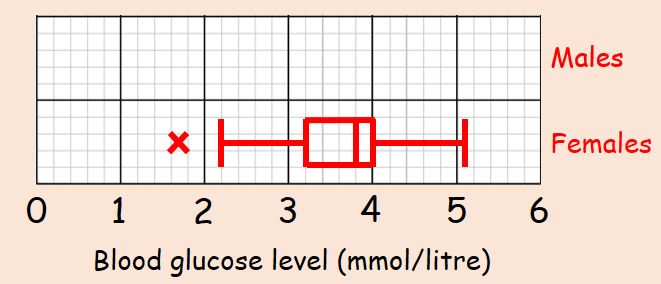 Males
Females
0 1 2 3 4 5 6
Blood glucose level (mmol/litre)